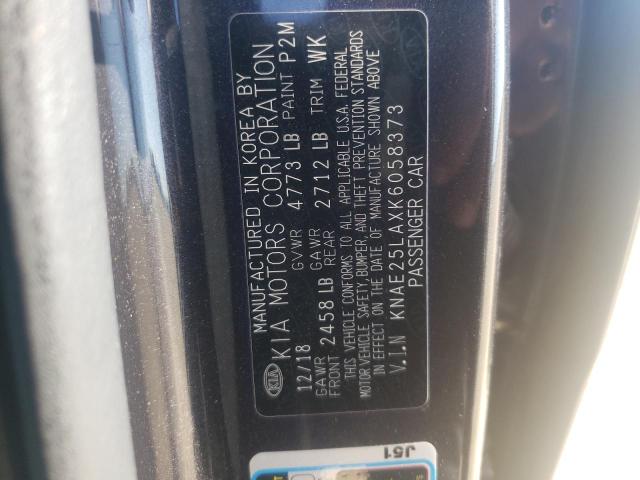 MANUFACTURED IN KOREA BY
KIA KIA MOTORS CORPORATION
12/18 GVWR 4773 LB PAINT P2M
GAWR FRONT 2458 LB GAWR REAR 2712 LB TRIM WK
THIS VEHICLE CONFORMS TO ALL APPLICABLE U.S.A. FEDERAL
MOTOR VEHICLE SAFETY, BUMPER, AND THEFT PREVENTION STANDARDS
IN EFFECT ON THE DATE OF MANUFACTURE SHOWN ABOVE
V.I.N KNAE25LAXK6058373
PASSENGER CAR
J51